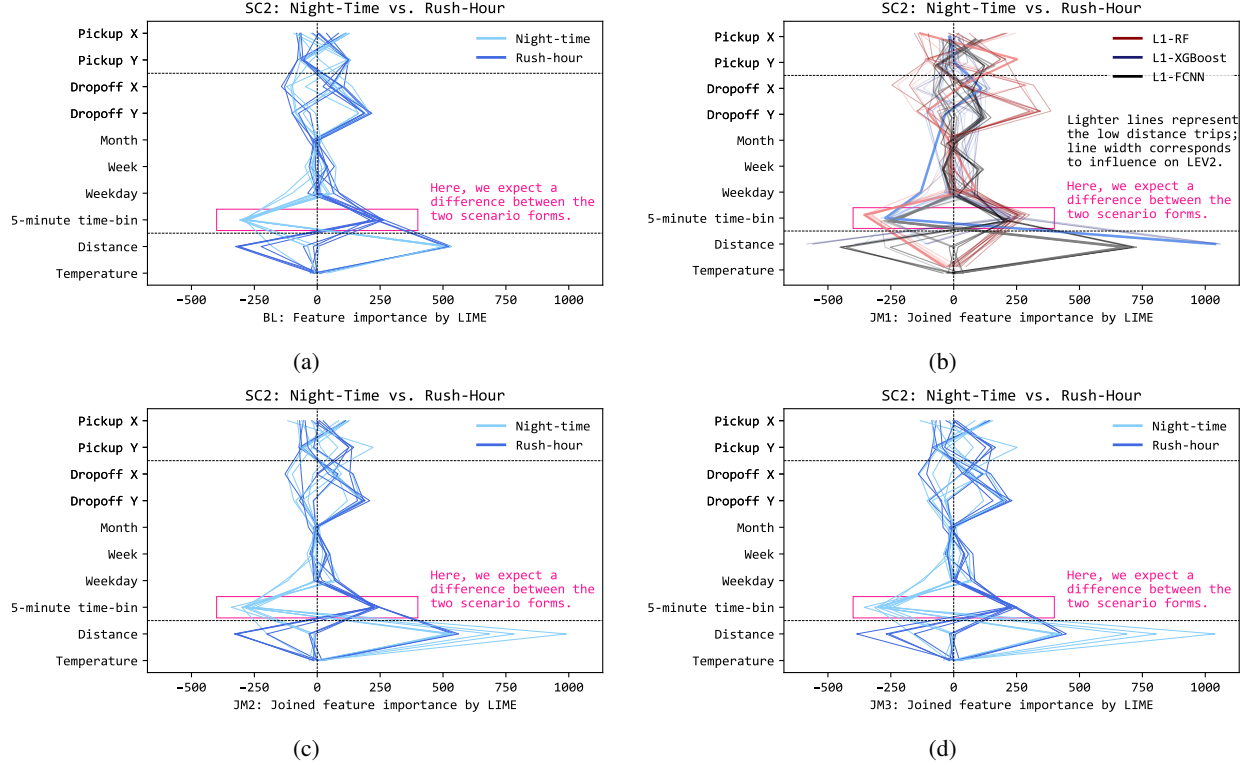 SC2: Night-Time vs. Rush-Hour
Pickup X
Pickup Y
Dropoff X
Dropoff Y
Month
Week
Weekday
5-minute time-bin
Distance
Temperature
Night-time
Rush-hour
Here, we expect a
difference between the
two scenario forms.
−500 −250 0 250 500 750 1000
BL: Feature importance by LIME
(a)
SC2: Night-Time vs. Rush-Hour
Pickup X
Pickup Y
Dropoff X
Dropoff Y
Month
Week
Weekday
5-minute time-bin
Distance
Temperature
L1-RF
L1-XGBoost
L1-FCNN
Lighter lines represent
the low distance trips;
line width corresponds
to influence on LEV2.
Here, we expect a
difference between the
two scenario forms.
−500 −250 0 250 500 750 1000
JM1: Joined feature importance by LIME
(b)
SC2: Night-Time vs. Rush-Hour
Pickup X
Pickup Y
Dropoff X
Dropoff Y
Month
Week
Weekday
5-minute time-bin
Distance
Temperature
Night-time
Rush-hour
Here, we expect a
difference between the
two scenario forms.
−500 −250 0 250 500 750 1000
JM2: Joined feature importance by LIME
(c)
SC2: Night-Time vs. Rush-Hour
Pickup X
Pickup Y
Dropoff X
Dropoff Y
Month
Week
Weekday
5-minute time-bin
Distance
Temperature
Night-time
Rush-hour
Here, we expect a
difference between the
two scenario forms.
−500 −250 0 250 500 750 1000
JM3: Joined feature importance by LIME
(d)